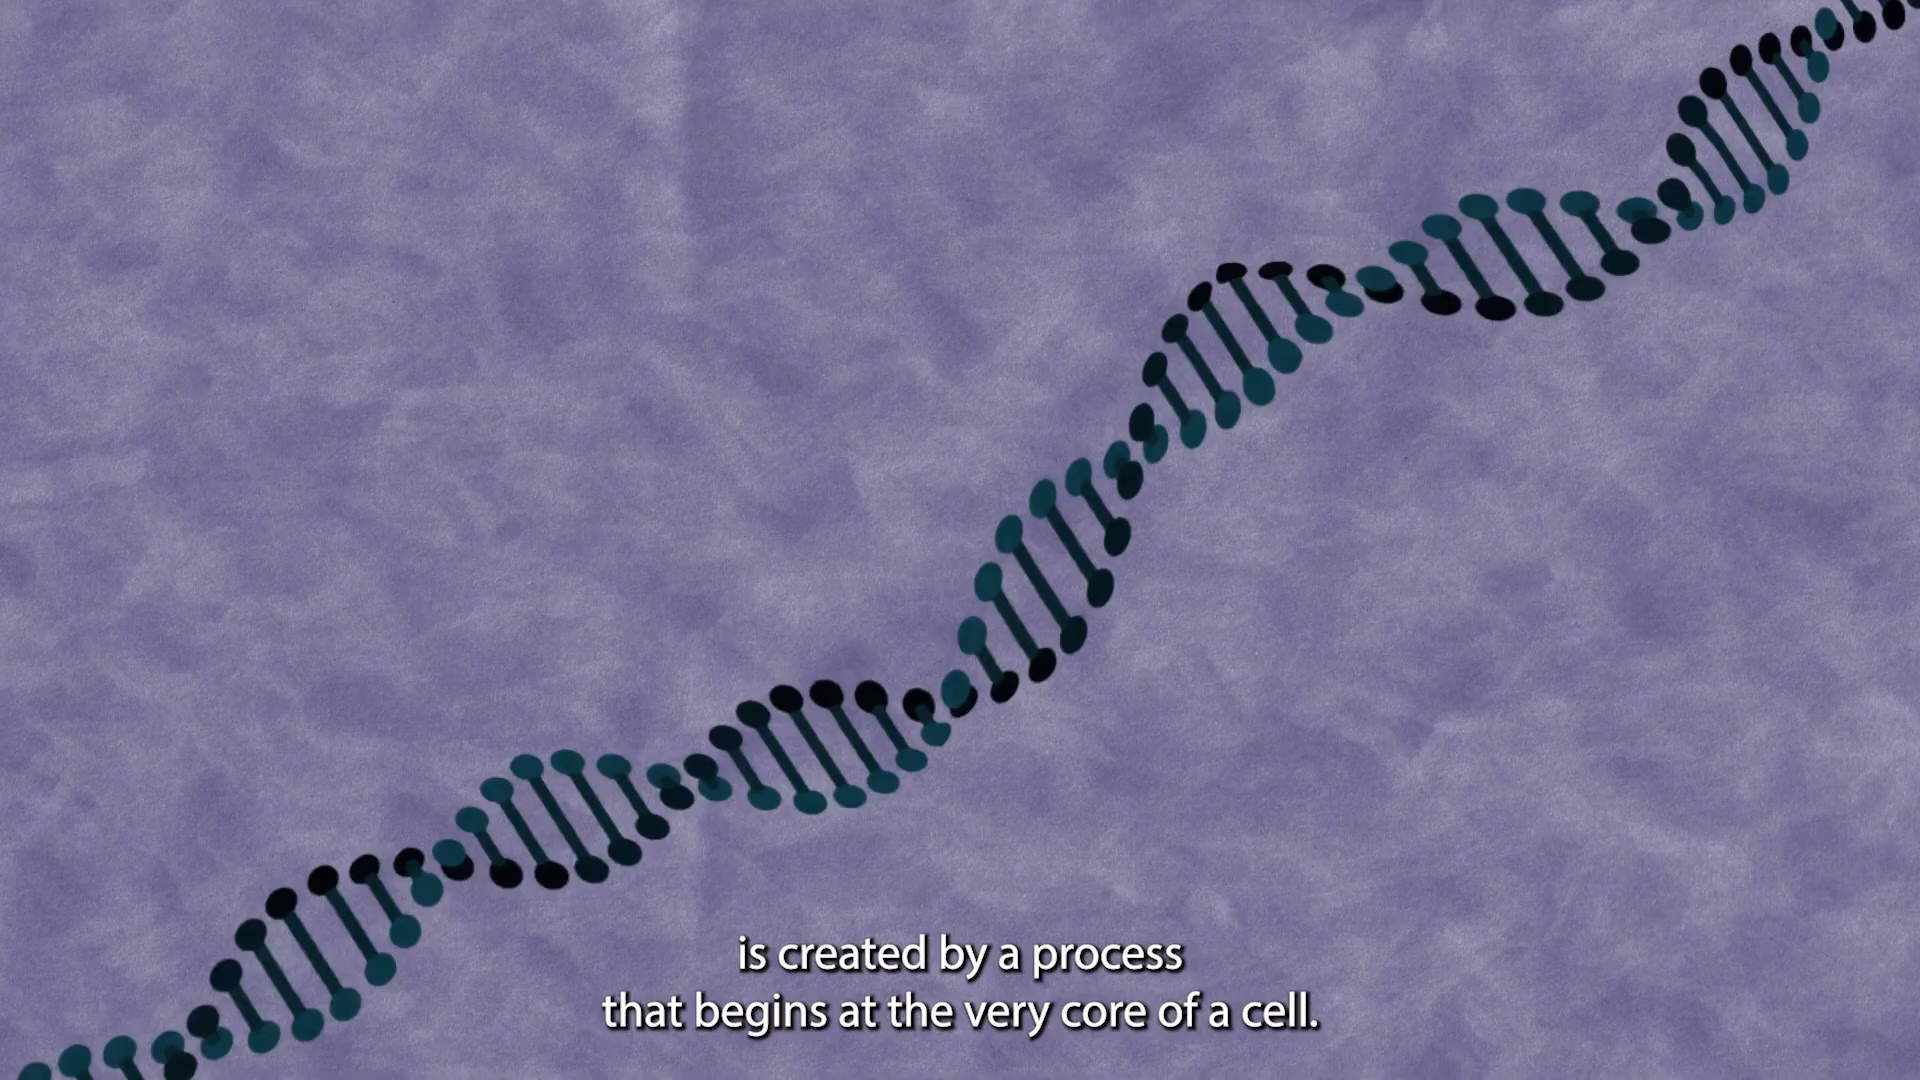 is created by a process
that begins at the very core of a cell.